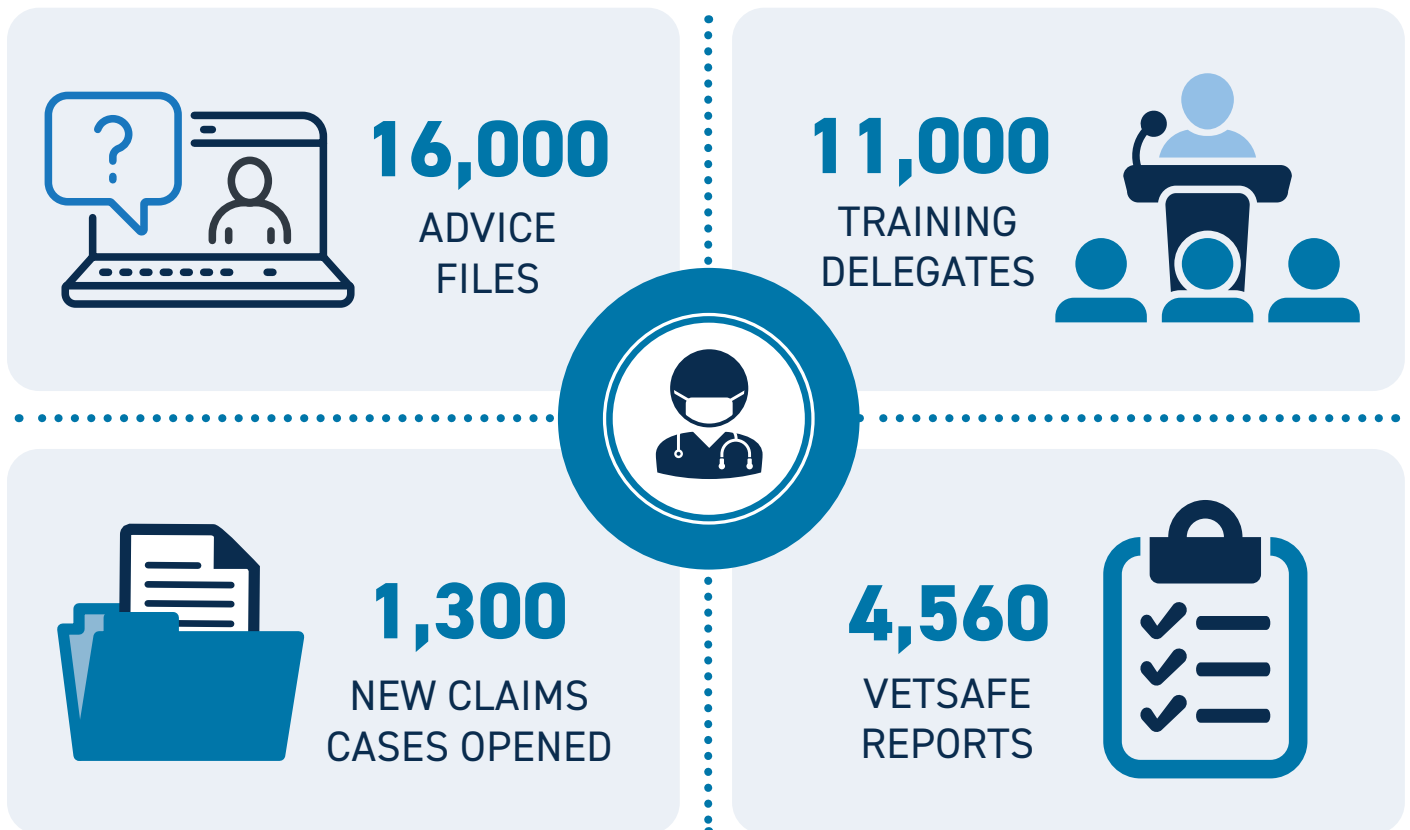 ?
16,000
ADVICE
FILES
11,000
TRAINING
DELEGATES
1,300
NEW CLAIMS
CASES OPENED
4,560
VETSAFE
REPORTS